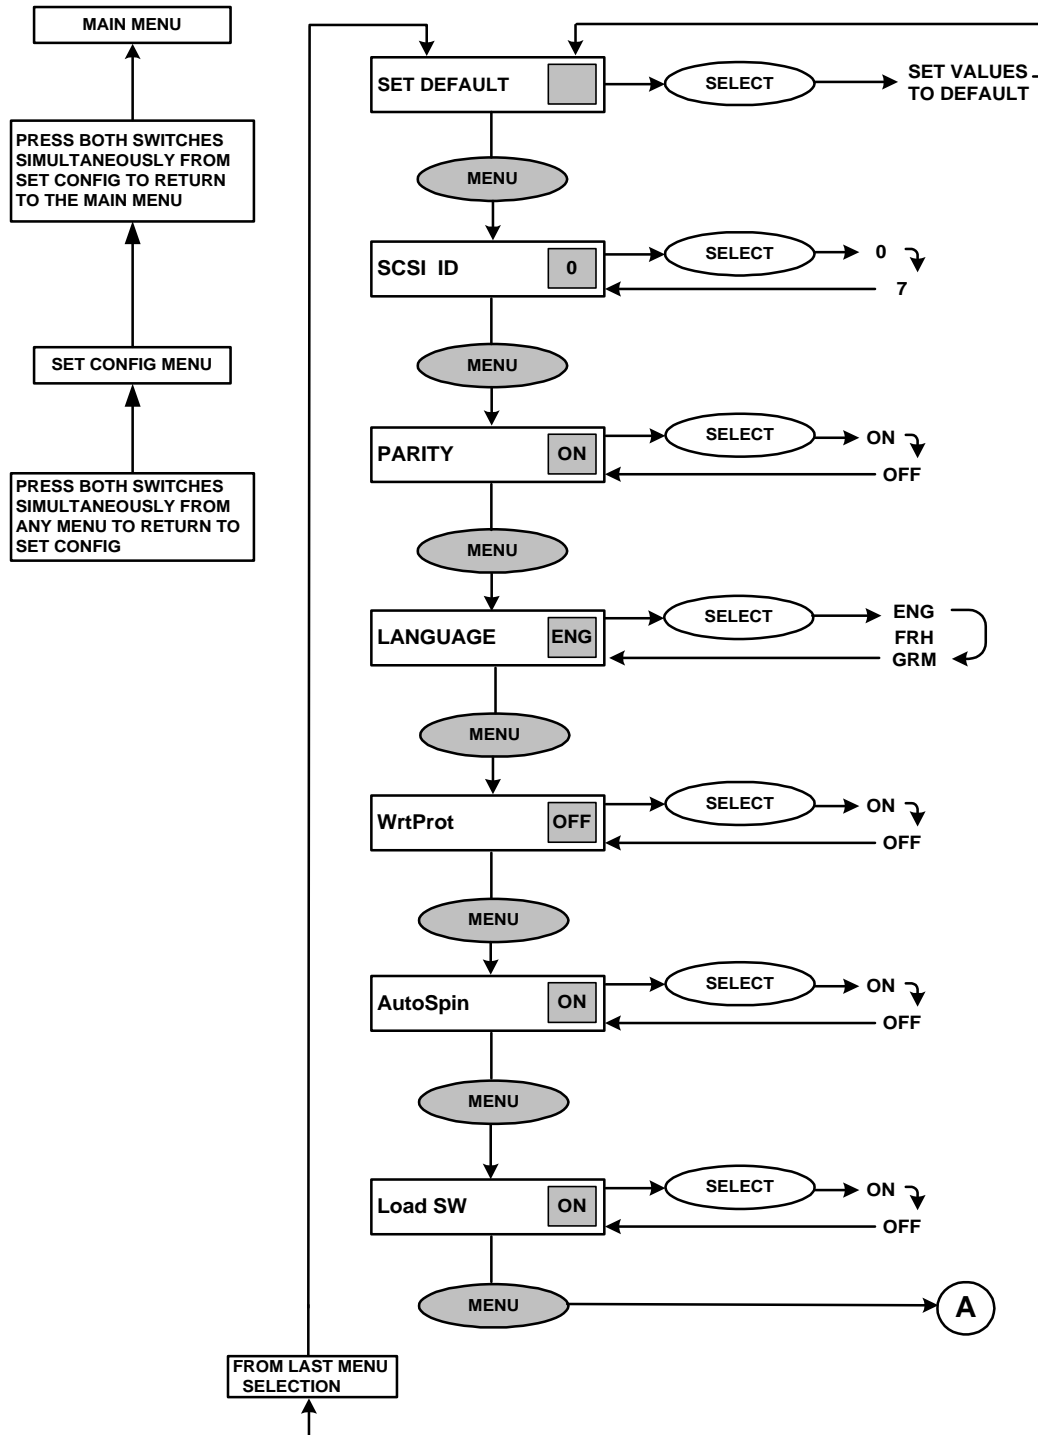 MAIN MENU
PRESS BOTH SWITCHES
SIMULTANEOUSLY FROM
SET CONFIG TO RETURN
TO THE MAIN MENU
SET CONFIG MENU
PRESS BOTH SWITCHES
SIMULTANEOUSLY FROM
ANY MENU TO RETURN TO
SET CONFIG
SET DEFAULT
SELECT
SET VALUES
TO DEFAULT
MENU
SCSI ID 0
SELECT
0
7
MENU
PARITY ON
SELECT
ON
OFF
MENU
LANGUAGE ENG
SELECT
ENG
FRH
GRM
MENU
WrtProt OFF
SELECT
ON
OFF
MENU
AutoSpin ON
SELECT
ON
OFF
MENU
Load SW ON
SELECT
ON
OFF
MENU
A
FROM LAST MENU
SELECTION